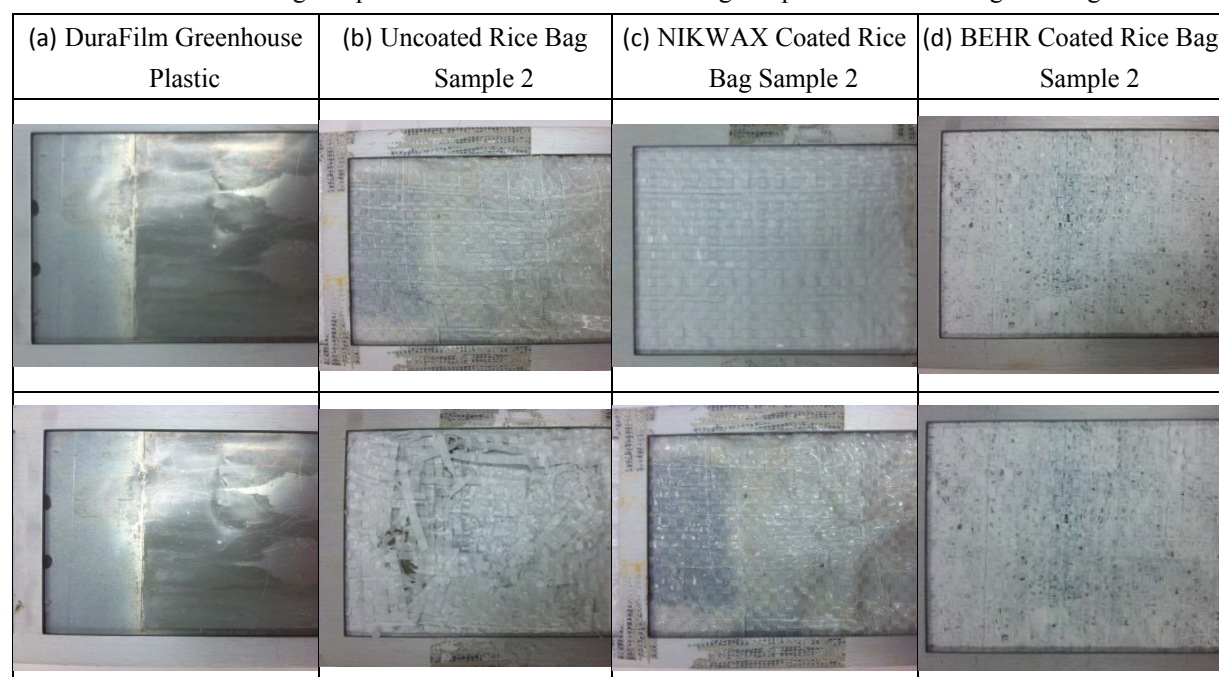 (a) DuraFilm Greenhouse
Plastic
(b) Uncoated Rice Bag
Sample 2
(c) NIKWAX Coated Rice
Bag Sample 2
(d) BEHR Coated Rice Bag
Sample 2